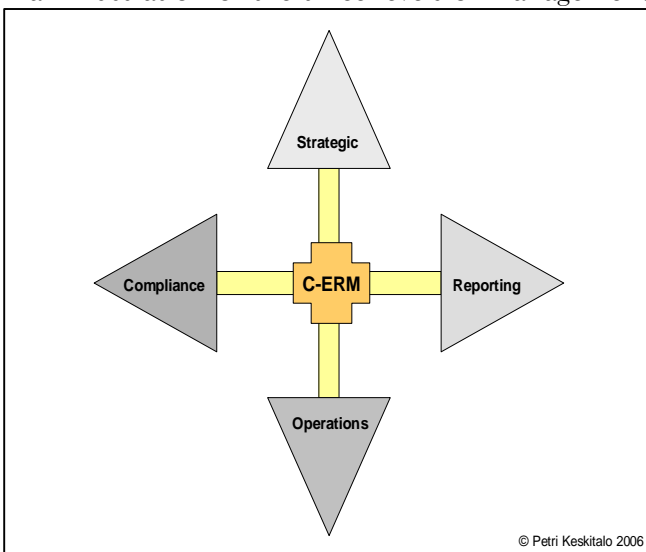 Strategic
Compliance
C-ERM
Reporting
Operations
© Petri Keskitalo 2006